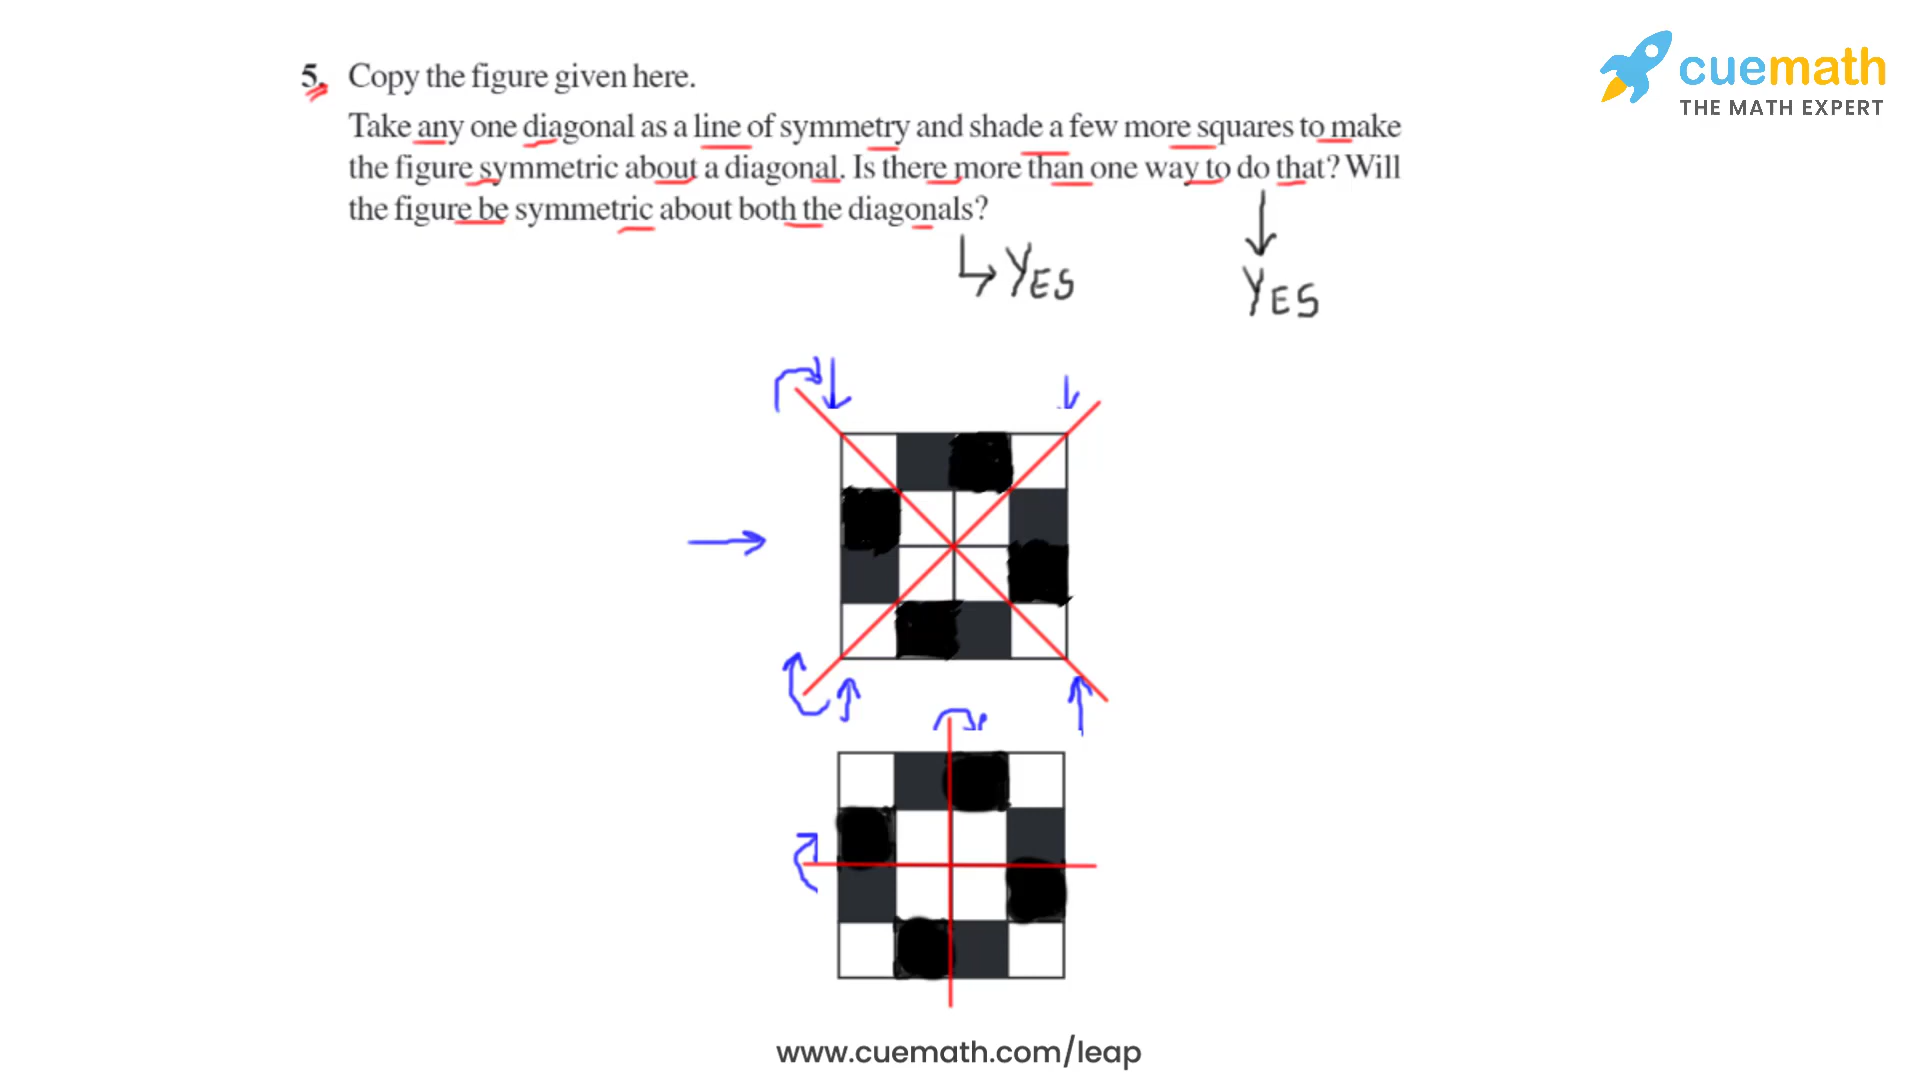 cuemath
THE MATH EXPERT
5. Copy the figure given here.
Take any one diagonal as a line of symmetry and shade a few more squares to make
the figure symmetric about a diagonal. Is there more than one way to do that? Will
the figure be symmetric about both the diagonals?
YES
YES
www.cuemath.com/leap